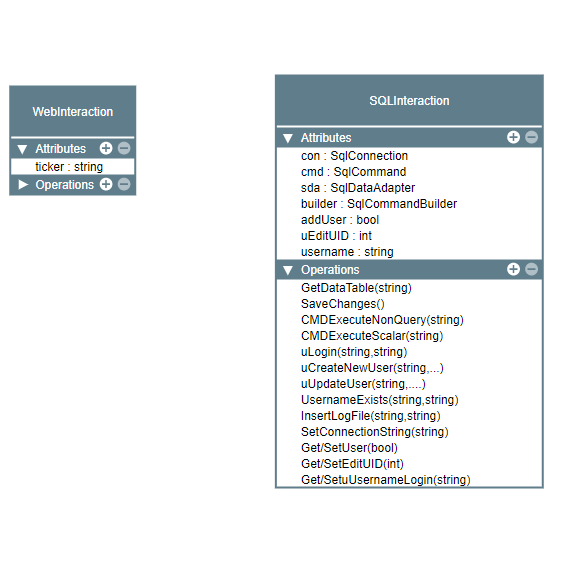 WebInteraction
Attributes
ticker : string
Operations
SQLInteraction
Attributes
con : SqlConnection
cmd : SqlCommand
sda : SqlDataAdapter
builder : SqlCommandBuilder
addUser : bool
uEditUID : int
username : string
Operations
GetDataTable(string)
SaveChanges()
CMDExecuteNonQuery(string)
CMDExecuteScalar(string)
uLogin(string,string)
uCreateNewUser(string,...)
uUpdateUser(string,....)
UsernameExists(string,string)
InsertLogFile(string,string)
SetConnectionString(string)
Get/SetUser(bool)
Get/SetEditUID(int)
Get/SetuUsernameLogin(string)